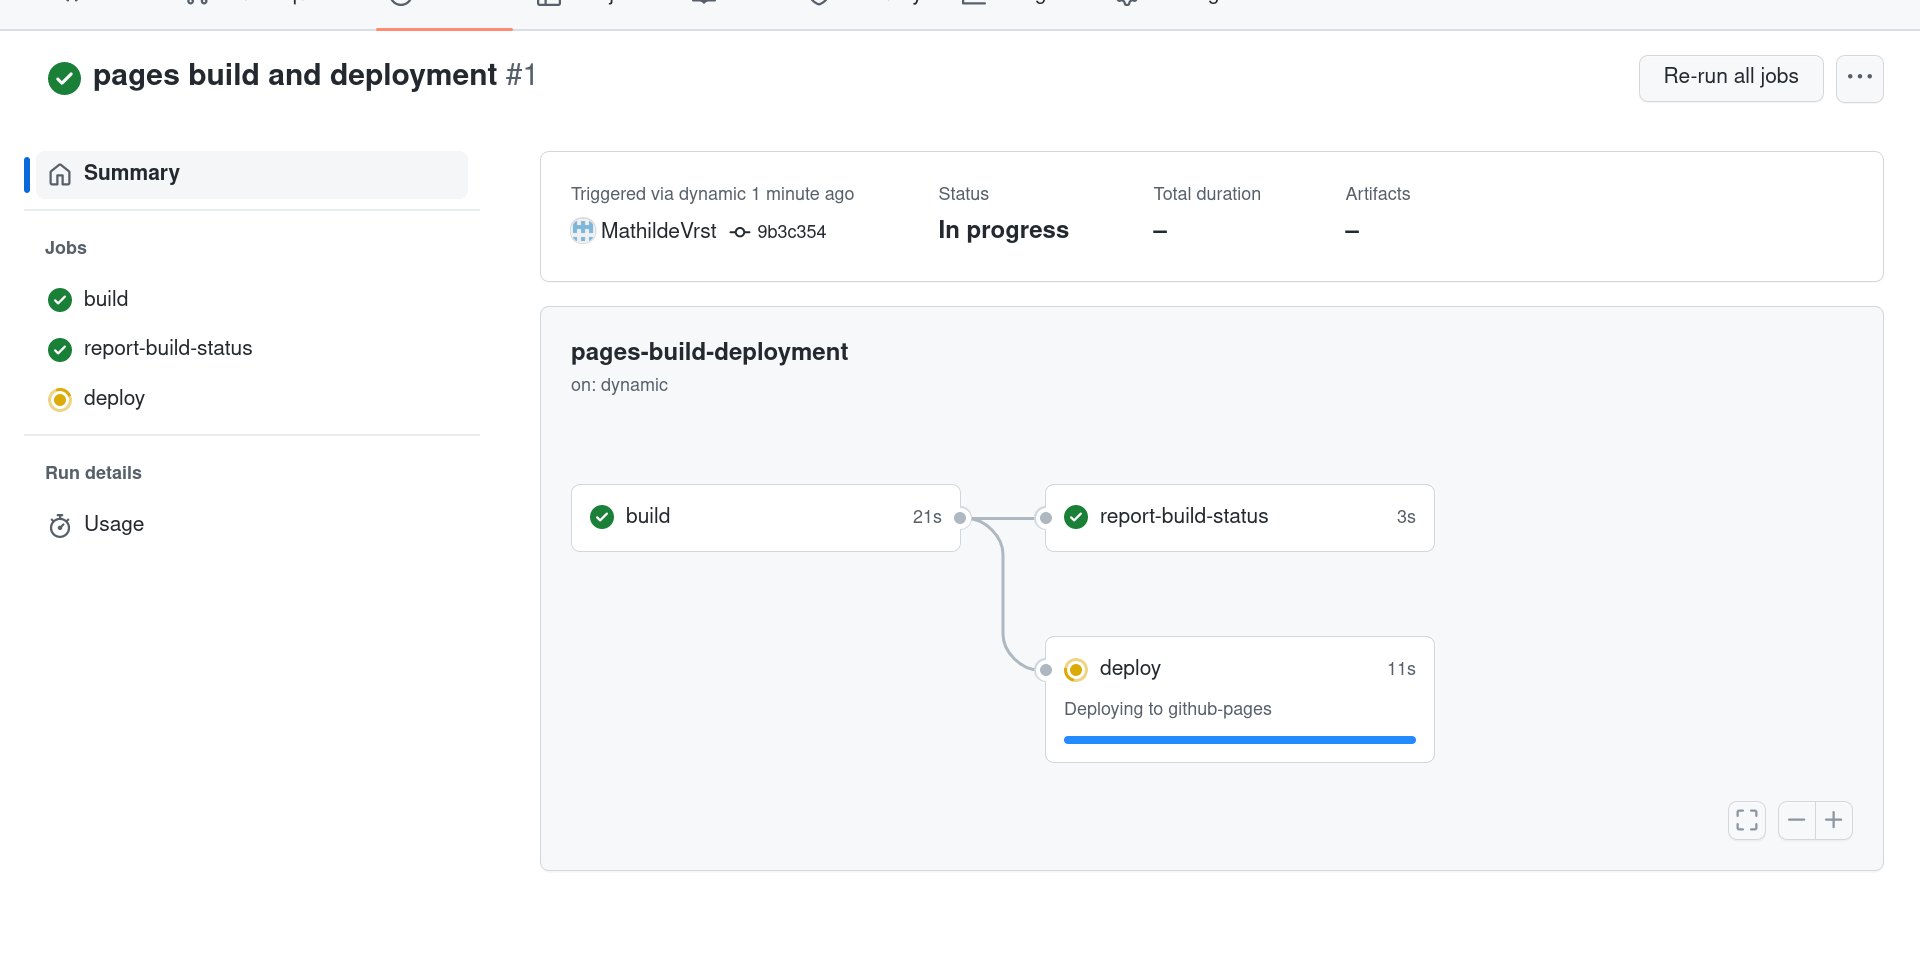 pages build and deployment #1
Re-run all jobs
Summary
Jobs
build
report-build-status
deploy
Run details
Usage
Triggered via dynamic 1 minute ago
MathildeVrst 9b3c354
Status
In progress
Total duration
–
Artifacts
–
pages-build-deployment
on: dynamic
build 21s
report-build-status 3s
deploy 11s
Deploying to github-pages